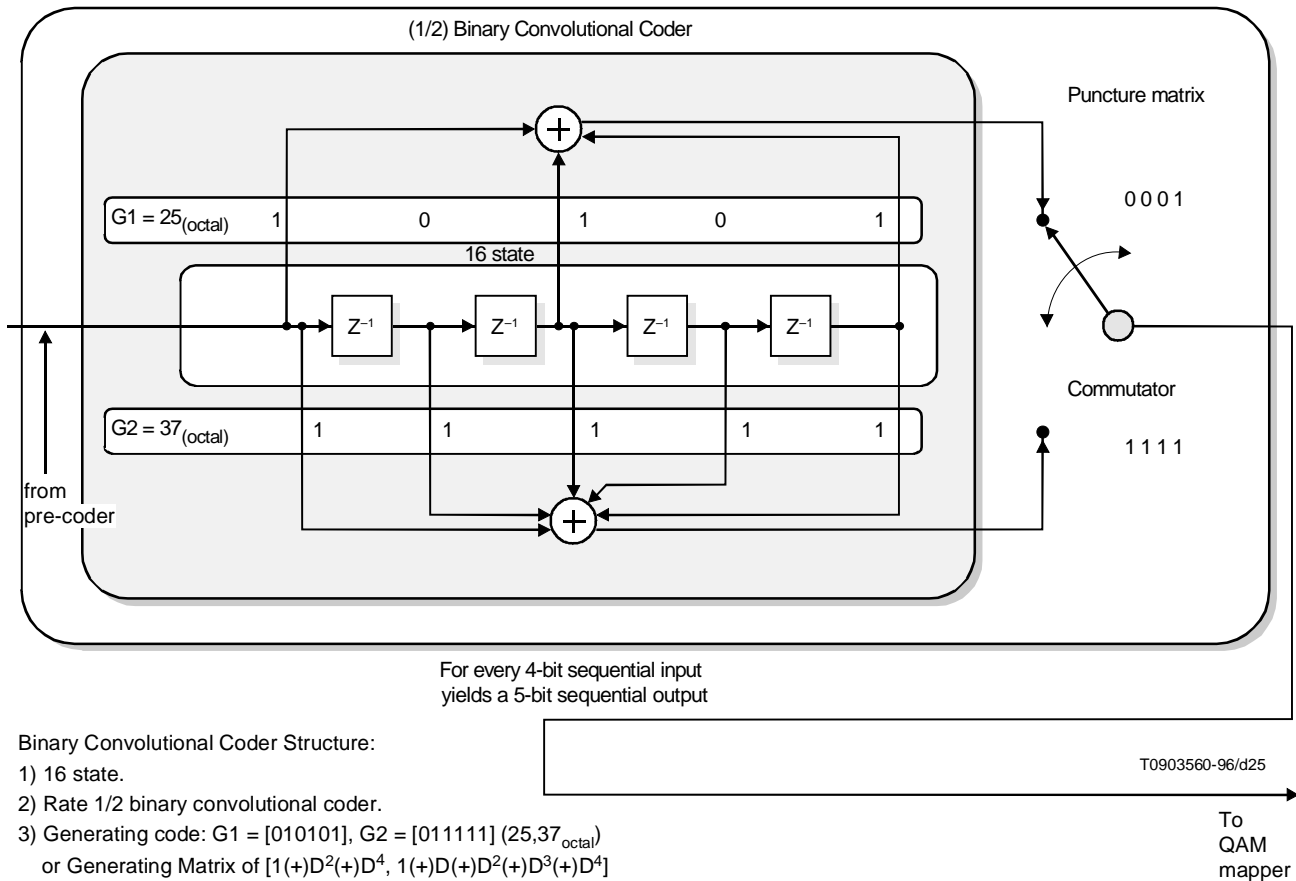 (1/2) Binary Convolutional Coder
Puncture matrix
0 0 0 1
G1 = 25(octal) 1 0 1 0 1
16 state
Z–1 Z–1 Z–1 Z–1
Commutator
G2 = 37(octal) 1 1 1 1 1
1 1 1 1
from
pre-coder
For every 4-bit sequential input
yields a 5-bit sequential output
Binary Convolutional Coder Structure:
T0903560-96/d25
1) 16 state.
2) Rate 1/2 binary convolutional coder.
3) Generating code: G1 = [010101], G2 = [011111] (25,37octal)
or Generating Matrix of [1(+)D2(+)D4, 1(+)D(+)D2(+)D3(+)D4]
To
QAM
mapper